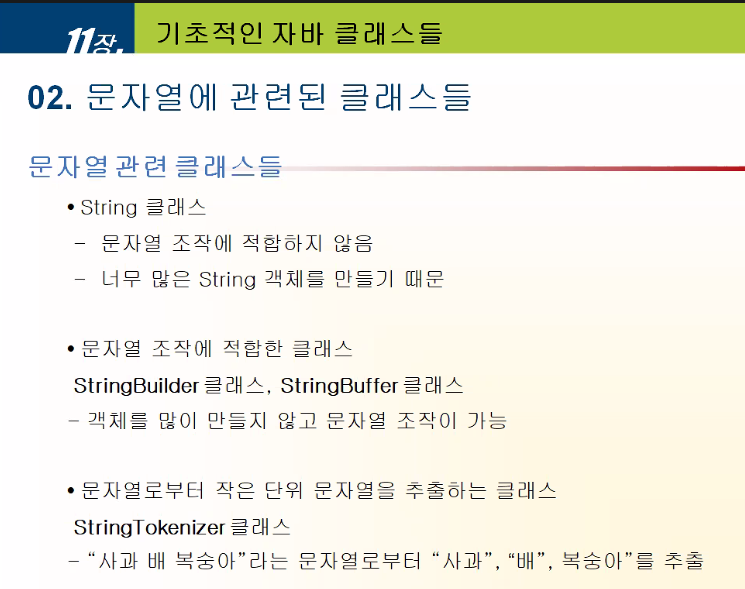 11장.
기초적인 자바 클래스들
02. 문자열에 관련된 클래스들
문자열 관련 클래스들
• String 클래스
– 문자열 조작에 적합하지 않음
– 너무 많은 String 객체를 만들기 때문
• 문자열 조작에 적합한 클래스
StringBuilder 클래스, StringBuffer 클래스
– 객체를 많이 만들지 않고 문자열 조작이 가능
• 문자열로부터 작은 단위 문자열을 추출하는 클래스
StringTokenizer 클래스
– “사과 배 복숭아”라는 문자열로부터 “사과”, “배”, 복숭아”를 추출